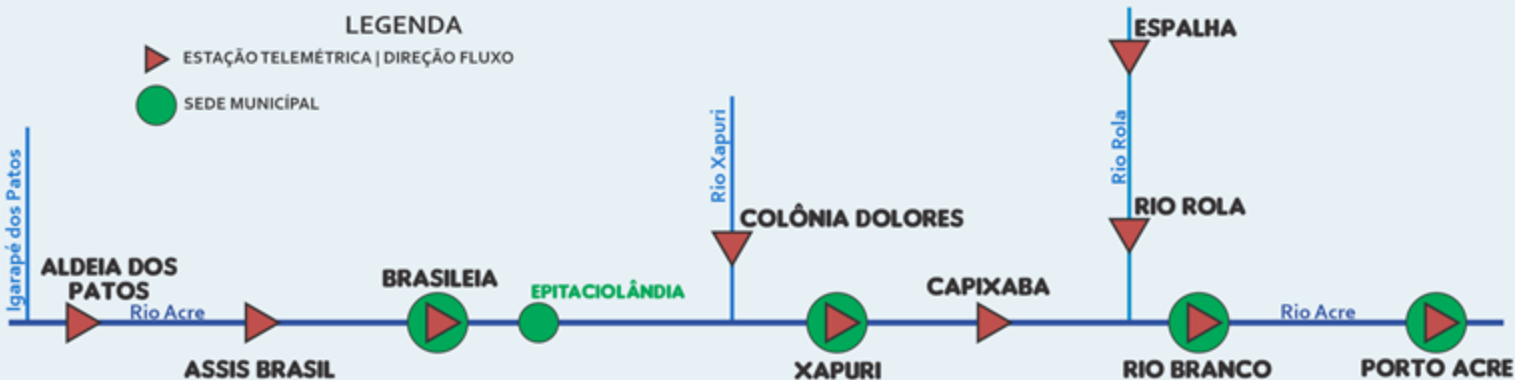 LEGENDA
ESTAÇÃO TELEMÉTRICA | DIREÇÃO FLUXO
SEDE MUNICÍPAL
Igarapé dos Patos
ALDEIA DOS
PATOS
Rio Acre
ASSIS BRASIL
BRASILEIA
EPITACIOLÂNDIA
Rio Xapuri
COLÔNIA DOLORES
XAPURI
CAPIXABA
ESPALHA
Rio Rola
RIO ROLA
RIO BRANCO
Rio Acre
PORTO ACRE